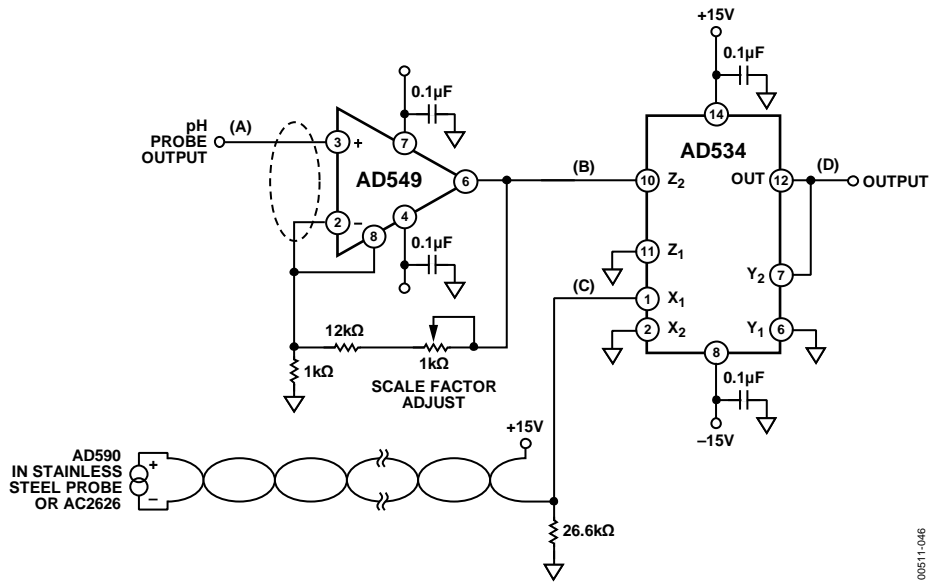 +15V
0.1µF
14
AD534
pH
PROBE
OUTPUT
(A)
0.1µF
3
+
7
AD549
6
(B)
10
Z2
OUT
12
(D)
OUTPUT
2
–
8
4
0.1µF
11
Z1
Y2
7
(C)
1
X1
2
X2
Y1
6
8
12kΩ
1kΩ
1kΩ
SCALE FACTOR
ADJUST
0.1µF
–15V
+15V
AD590
IN STAINLESS
STEEL PROBE
OR AC2626
+
–
26.6kΩ
00511-046